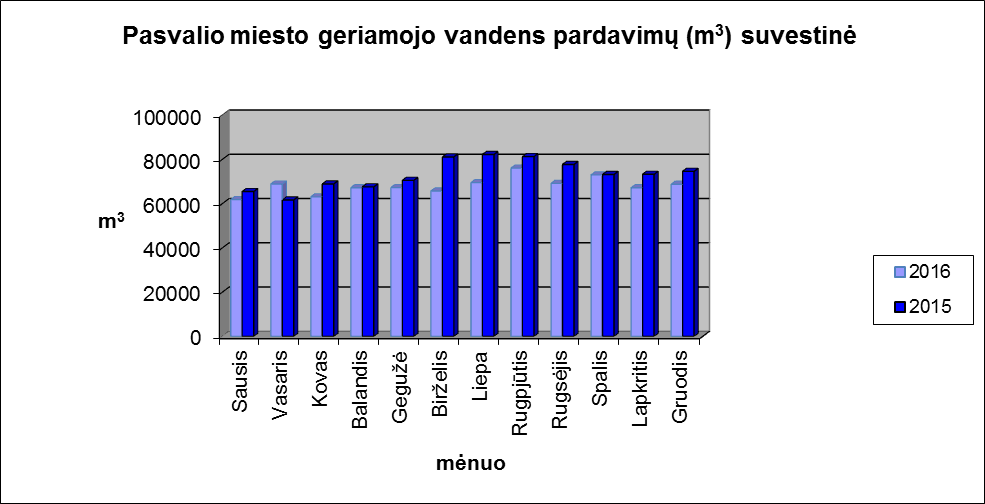 Pasvalio miesto geriamojo vandens pardavimų (m³) suvestinė
100000
80000
60000
40000
20000
0
m³
Sausis
Vasaris
Kovas
Balandis
Gegužė
Birželis
Liepa
Rugpjūtis
Rugsėjis
Spalis
Lapkritis
Gruodis
mėnuo
2016
2015